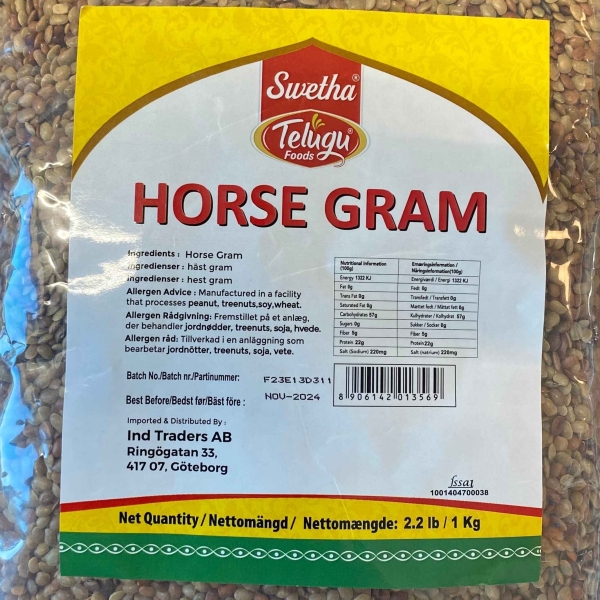 Swetha®
Telugu®
Foods
HORSE GRAM
Ingredients : Horse Gram
Ingredienser : häst gram
Ingredienser : hest gram
Allergen Advice : Manufactured in a facility
that processes peanut, treenuts,soy,wheat.
Allergen Rådgivning: Fremstillet på et anlæg,
der behandler jordnødder, treenuts, soja, hvede.
Allergen råd: Tillverkad i en anläggning som
bearbetar jordnötter, treenuts, soja, vete.
Nutritional Information (100g)
Energy 1322 KJ
Fat 0g
Trans Fat 0g
Saturated Fat 0g
Carbohydrates 57g
Sugars 0g
Fiber 5g
Protein 22g
Salt (Sodium) 220mg
Ernæringsinformation /
Näringsinformation(100g)
Energiværdi / Energi 1322 KJ
Fedt 0g
Transfedt / Transfett 0g
Mættet fedt / Mättat fett 0g
Kulhydrater / Kolhydrat 57g
Sukker / Socker 0g
Fiber 5g
Protein22g
Salt (natrium) 220mg
Batch No./Batch nr./Partinummer: F23E13D311
Best Before/Bedst før/Bäst före : NOV-2024
8 906142 013569
Imported & Distributed By :
Ind Traders AB
Ringögatan 33,
417 07, Göteborg
fssai
1001404700038
Net Quantity / Nettomängd / Nettomængde: 2.2 lb / 1 Kg